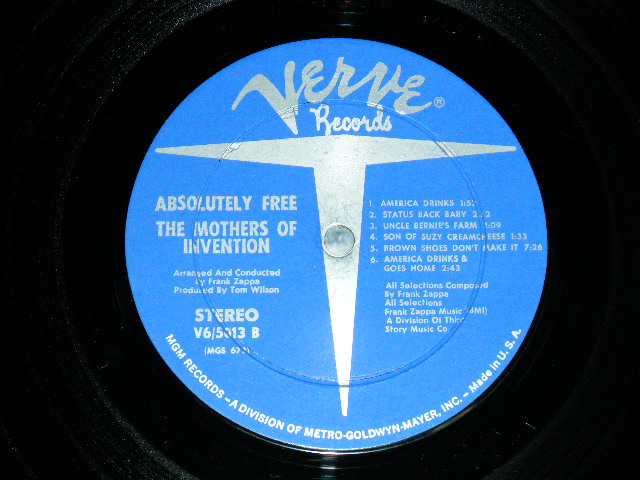 Verve®
Records
ABSOLUTELY FREE
THE MOTHERS OF
INVENTION
Arranged And Conducted
By Frank Zappa
Produced By Tom Wilson
STEREO
V6/5013 B
(MGS
1. AMERICA DRINKS 1:52
2. STATUS BACK BABY
3. UNCLE BERNIE'S FARM
4. SON OF SUZY CREAMCHEESE 1:33
5. BROWN SHOES DON'T MAKE IT 7:26
6. AMERICA DRINKS &
GOES HOME 2:43
All Selections Composed
By Frank Zappa
All Selections
Frank Zappa Music (BMI)
A Division Of Third
Story Music Co.
MGM RECORDS – A DIVISION OF METRO-GOLDWYN-MAYER, INC. – Made in U. S. A.